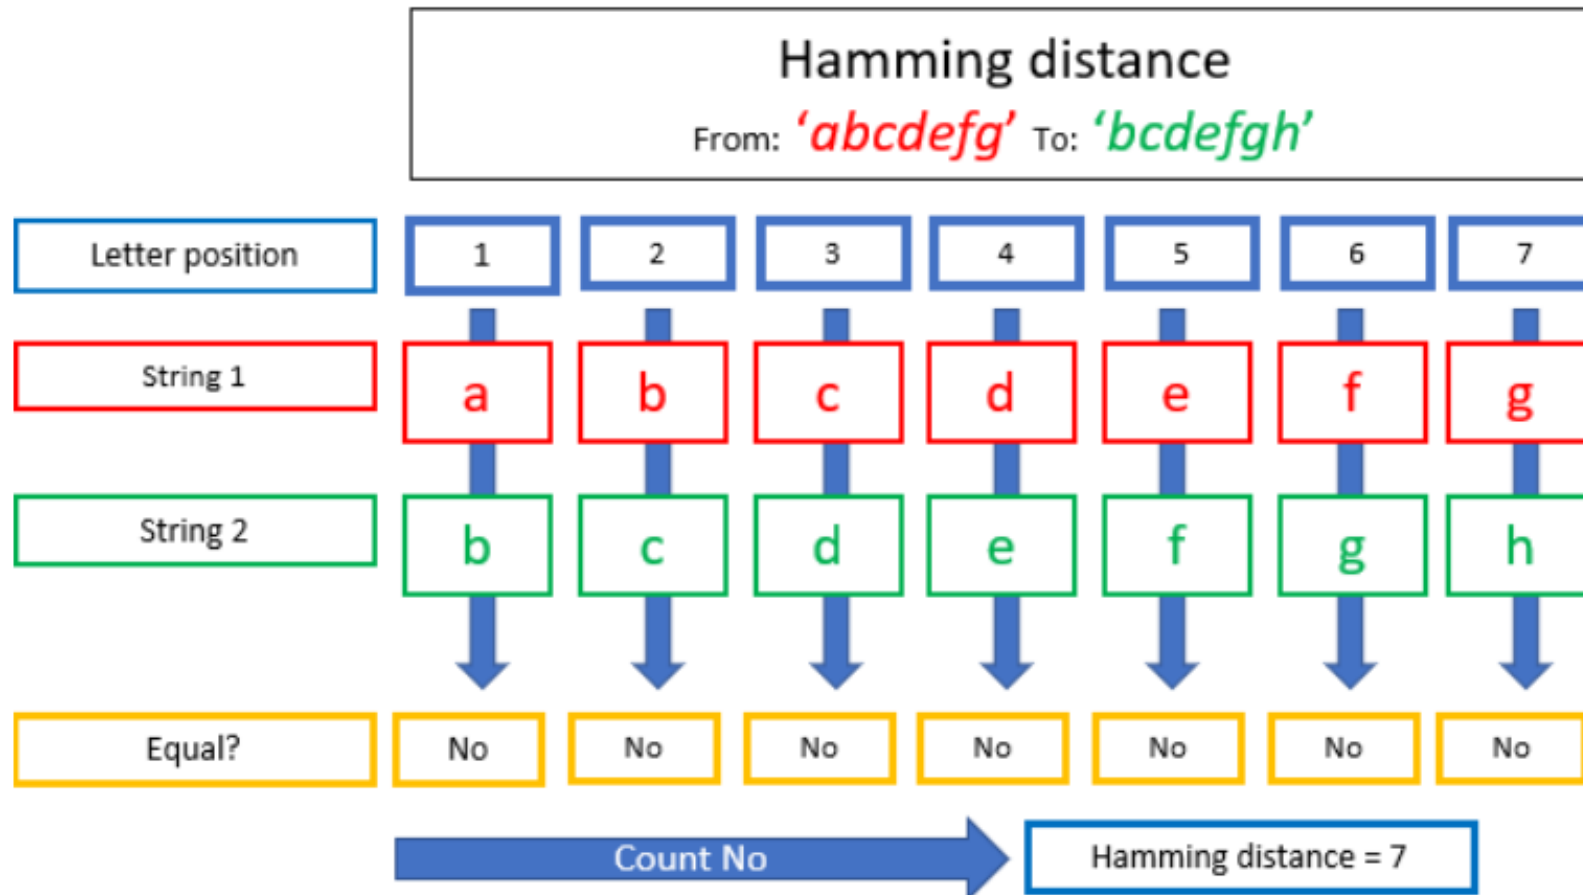 Hamming distance
From: ‘abcdefg’ To: ‘bcdefgh’
Letter position 1 2 3 4 5 6 7
String 1 a b c d e f g
String 2 b c d e f g h
Equal? No No No No No No No
Count No Hamming distance = 7